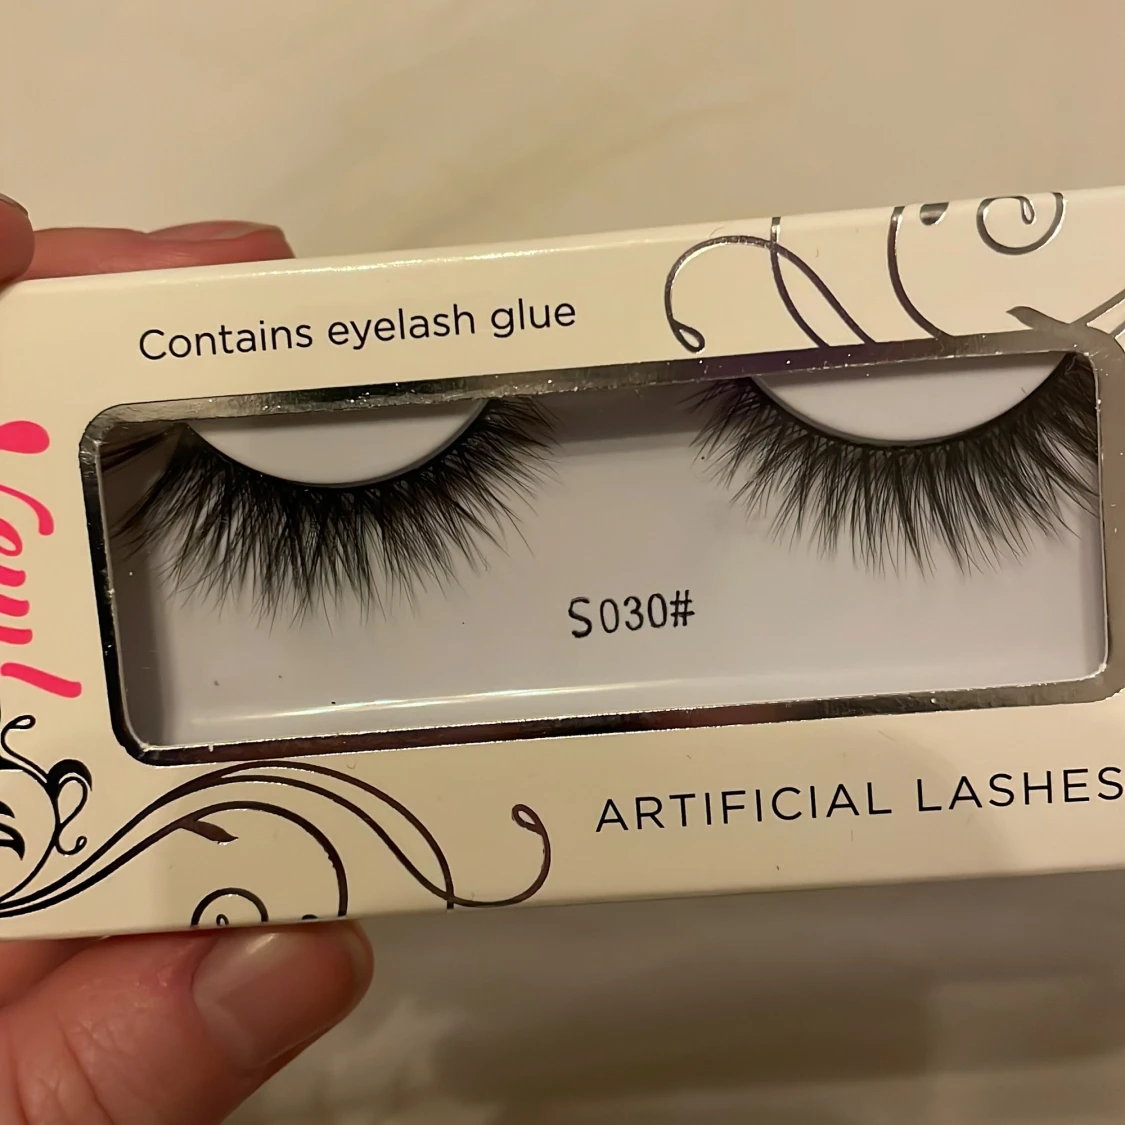 Contains eyelash glue
S030#
ARTIFICIAL LASHES